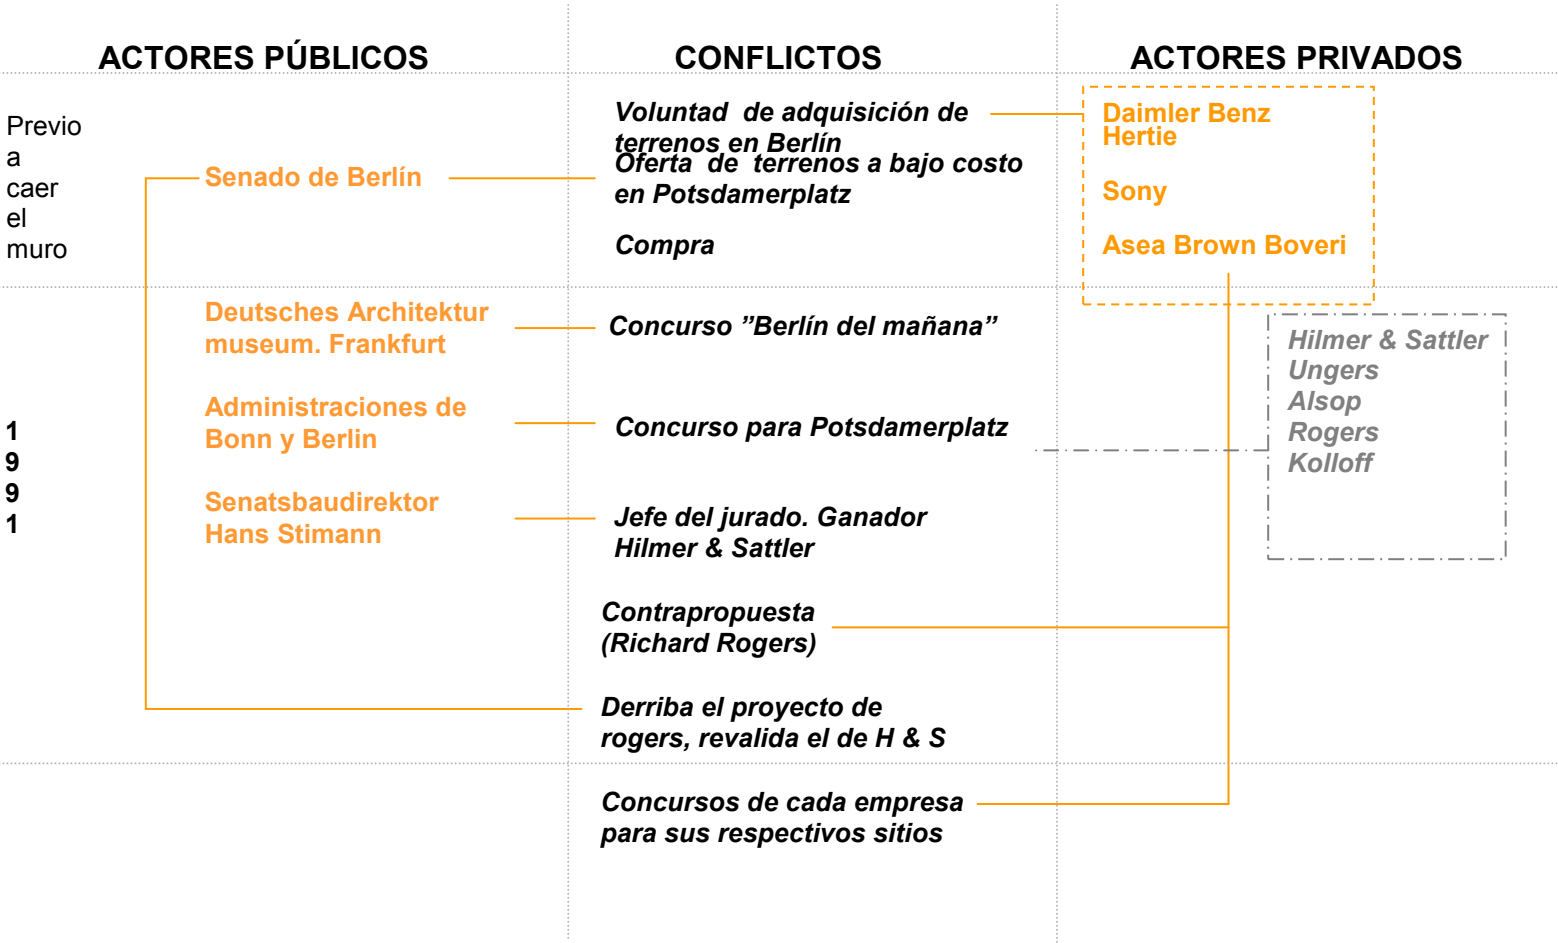 ACTORES PÚBLICOS
CONFLICTOS
ACTORES PRIVADOS
Previo
a
caer
el
muro
Senado de Berlín
Voluntad de adquisición de
terrenos en Berlín
Oferta de terrenos a bajo costo
en Potsdamerplatz
Compra
Daimler Benz
Hertie
Sony
Asea Brown Boveri
1
9
9
1
Deutsches Architektur
museum. Frankfurt
Administraciones de
Bonn y Berlin
Senatsbaudirektor
Hans Stimann
Concurso ”Berlín del mañana”
Concurso para Potsdamerplatz
Jefe del jurado. Ganador
Hilmer & Sattler
Contrapropuesta
(Richard Rogers)
Derriba el proyecto de
rogers, revalida el de H & S
Hilmer & Sattler
Ungers
Alsop
Rogers
Kolloff
Concursos de cada empresa
para sus respectivos sitios